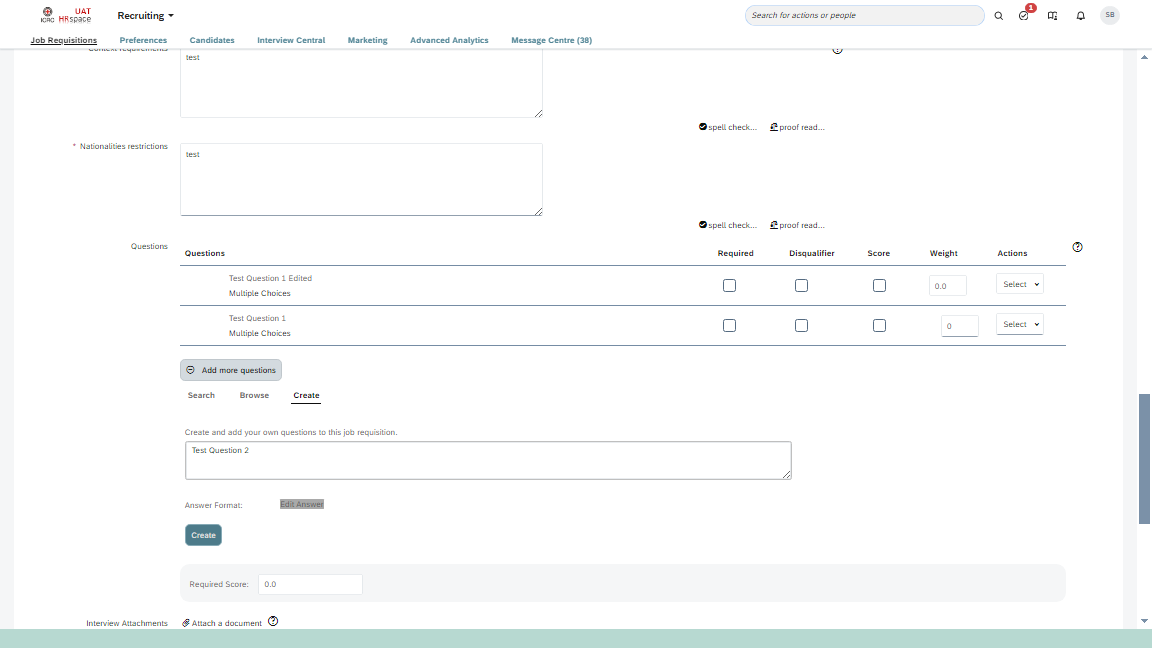 ICRC
UAT
HRspace
Recruiting
Search for actions or people
1
SB
Job Requisitions
Preferences
Candidates
Interview Central
Marketing
Advanced Analytics
Message Centre (38)
Context requirements
test
spell check...
proof read...
* Nationalities restrictions
test
spell check...
proof read...
Questions
Questions
Required
Disqualifier
Score
Weight
Actions
Test Question 1 Edited
Multiple Choices
0.0
Select
Test Question 1
Multiple Choices
0
Select
Add more questions
Search
Browse
Create
Create and add your own questions to this job requisition.
Test Question 2
Answer Format:
Edit Answer
Create
Required Score:
0.0
Interview Attachments
Attach a document